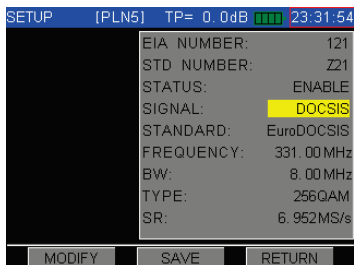 SETUP [PLN5] TP= 0.0dB 23:31:54
EIA NUMBER: 121
STD NUMBER: Z21
STATUS: ENABLE
SIGNAL: DOCSIS
STANDARD: EuroDOCSIS
FREQUENCY: 331.00MHz
BW: 8.00MHz
TYPE: 256QAM
SR: 6.952MS/s
MODIFY SAVE RETURN